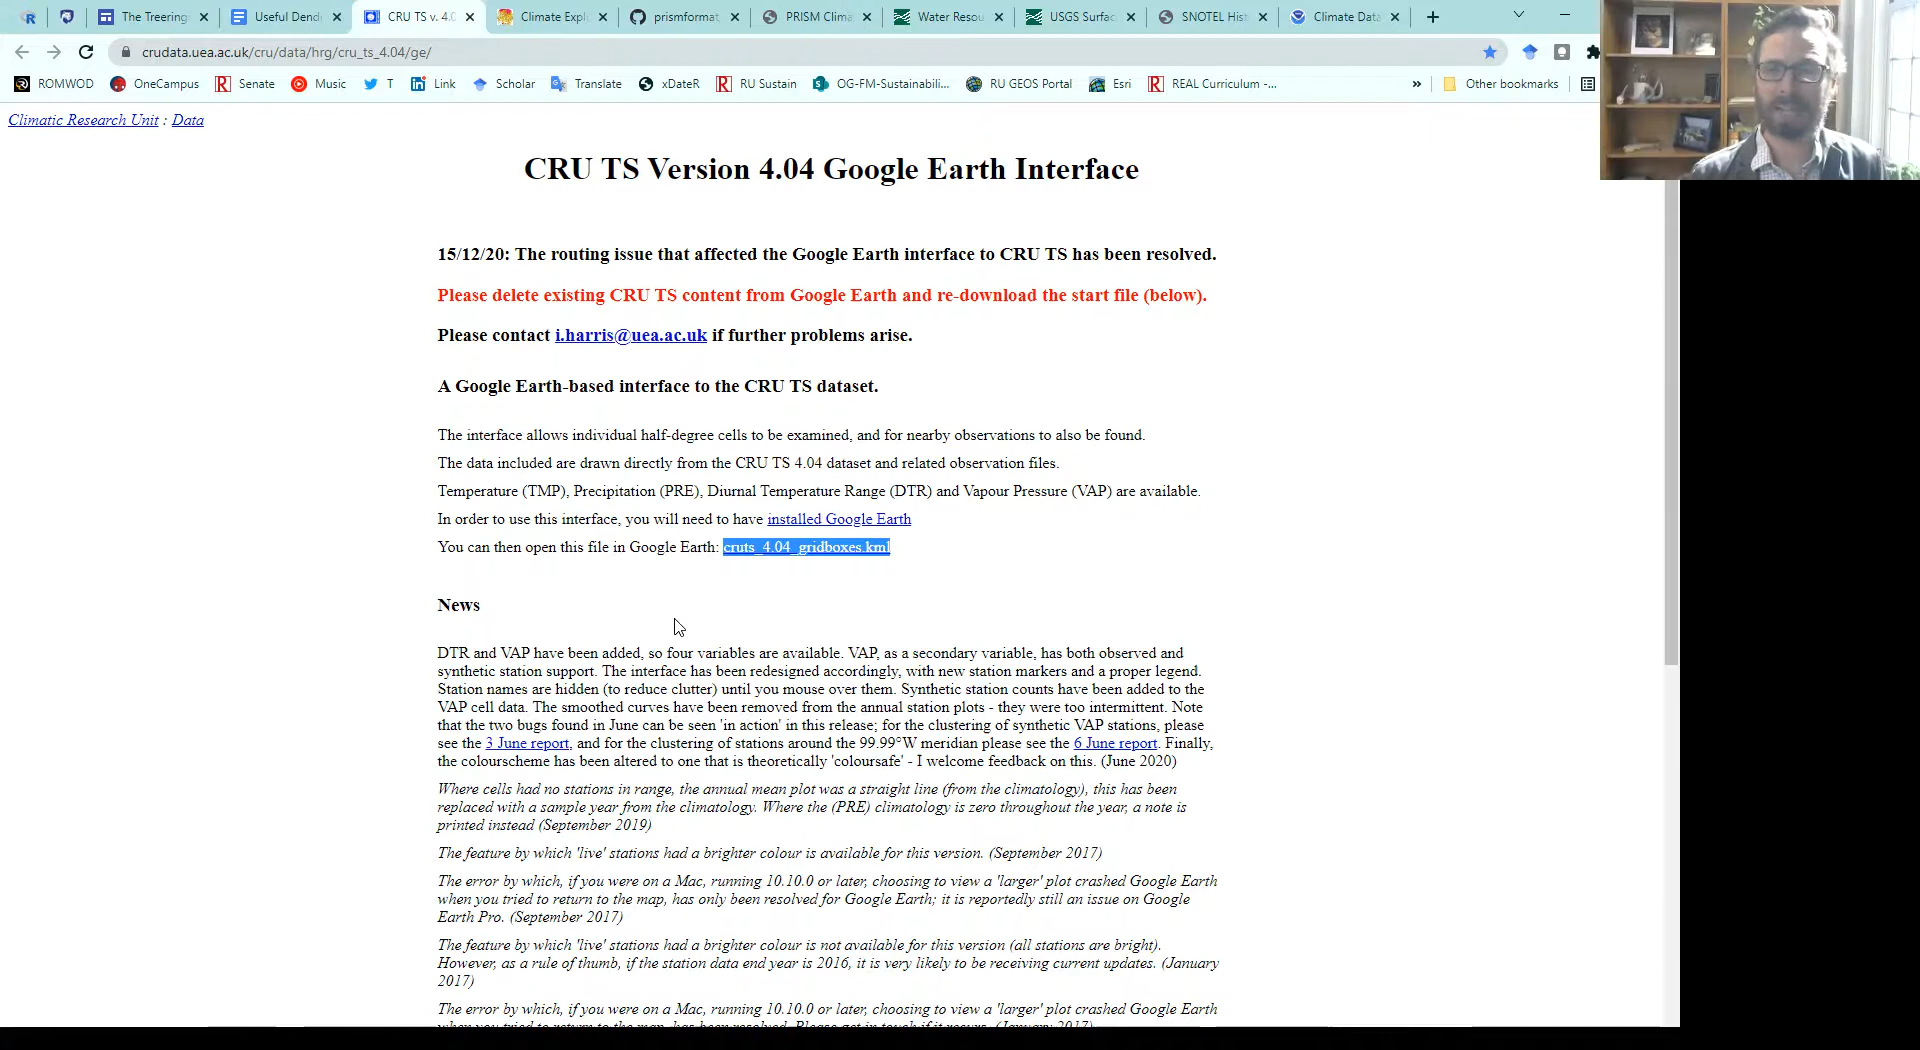 The Treering
Useful Dend
CRU TS v. 4.0
Climate Expl
prismformat
PRISM Clima
Water Resou
USGS Surfac
SNOTEL His
Climate Data
crudata.uea.ac.uk/cru/data/hrg/cru_ts_4.04/ge/
ROMWOD OneCampus Senate Music T Link Scholar Translate xDateR RU Sustain OG-FM-Sustainabili... RU GEOS Portal Esri REAL Curriculum -... » Other bookmarks
Climatic Research Unit : Data
CRU TS Version 4.04 Google Earth Interface
15/12/20: The routing issue that affected the Google Earth interface to CRU TS has been resolved.
Please delete existing CRU TS content from Google Earth and re-download the start file (below).
Please contact i.harris@uea.ac.uk if further problems arise.
A Google Earth-based interface to the CRU TS dataset.
The interface allows individual half-degree cells to be examined, and for nearby observations to also be found.
The data included are drawn directly from the CRU TS 4.04 dataset and related observation files.
Temperature (TMP), Precipitation (PRE), Diurnal Temperature Range (DTR) and Vapour Pressure (VAP) are available.
In order to use this interface, you will need to have installed Google Earth
You can then open this file in Google Earth: cruts_4.04_gridboxes.kml
News
DTR and VAP have been added, so four variables are available. VAP, as a secondary variable, has both observed and
synthetic station support. The interface has been redesigned accordingly, with new station markers and a proper legend.
Station names are hidden (to reduce clutter) until you mouse over them. Synthetic station counts have been added to the
VAP cell data. The smoothed curves have been removed from the annual station plots - they were too intermittent. Note
that the two bugs found in June can be seen 'in action' in this release; for the clustering of synthetic VAP stations, please
see the 3 June report, and for the clustering of stations around the 99.99°W meridian please see the 6 June report. Finally,
the colourscheme has been altered to one that is theoretically 'coloursafe' - I welcome feedback on this. (June 2020)
Where cells had no stations in range, the annual mean plot was a straight line (from the climatology), this has been
replaced with a sample year from the climatology. Where the (PRE) climatology is zero throughout the year, a note is
printed instead (September 2019)
The feature by which 'live' stations had a brighter colour is available for this version. (September 2017)
The error by which, if you were on a Mac, running 10.10.0 or later, choosing to view a 'larger' plot crashed Google Earth
when you tried to return to the map, has only been resolved for Google Earth; it is reportedly still an issue on Google
Earth Pro. (September 2017)
The feature by which 'live' stations had a brighter colour is not available for this version (all stations are bright).
However, as a rule of thumb, if the station data end year is 2016, it is very likely to be receiving current updates. (January
2017)
The error by which, if you were on a Mac, running 10.10.0 or later, choosing to view a 'larger' plot crashed Google Earth
when you tried to return to the map, has been resolved. Please get in touch if it recurs. (January 2017)